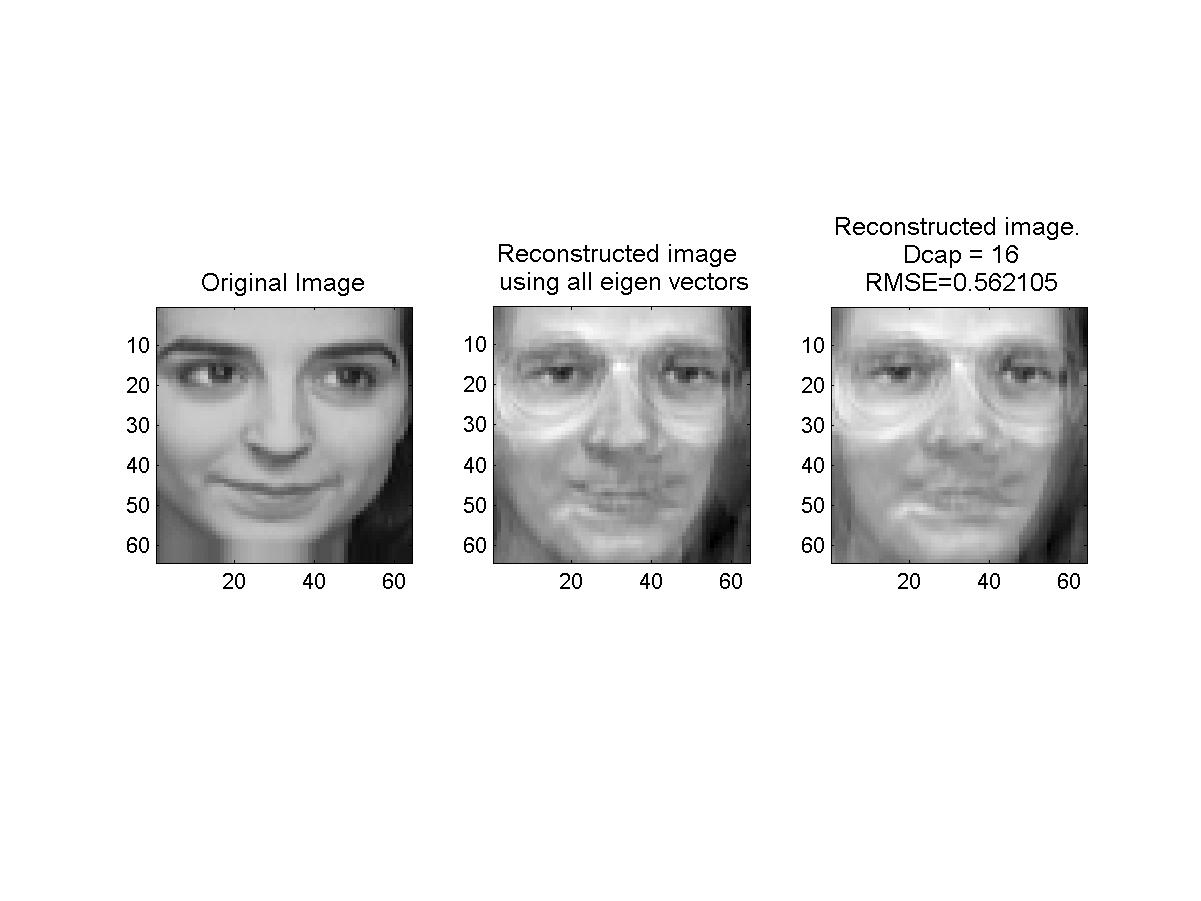 Original Image
10
20
30
40
50
60
20 40 60
Reconstructed image
using all eigen vectors
10
20
30
40
50
60
20 40 60
Reconstructed image.
Dcap = 16
RMSE=0.562105
10
20
30
40
50
60
20 40 60